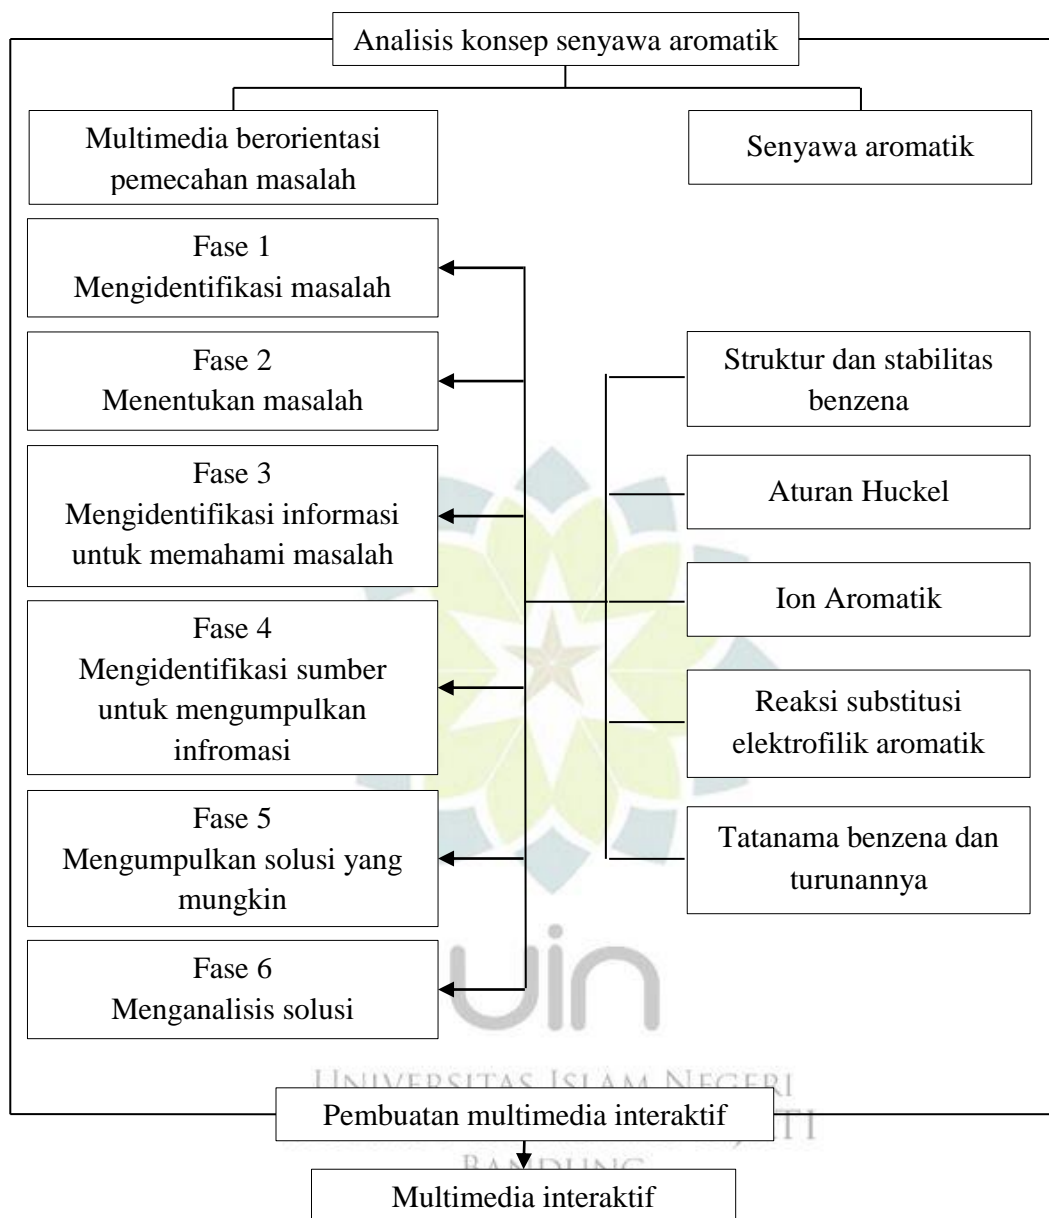 Analisis konsep senyawa aromatik
Multimedia berorientasi
pemecahan masalah
Senyawa aromatik
Fase 1
Mengidentifikasi masalah
Fase 2
Menentukan masalah
Fase 3
Mengidentifikasi informasi
untuk memahami masalah
Fase 4
Mengidentifikasi sumber
untuk mengumpulkan
infromasi
Fase 5
Mengumpulkan solusi yang
mungkin
Fase 6
Menganalisis solusi
Struktur dan stabilitas
benzena
Aturan Huckel
Ion Aromatik
Reaksi substitusi
elektrofilik aromatik
Tatanama benzena dan
turunannya
uin
UNIVERSITAS ISLAM NEGERI
Pembuatan multimedia interaktif
BANDUNG
Multimedia interaktif